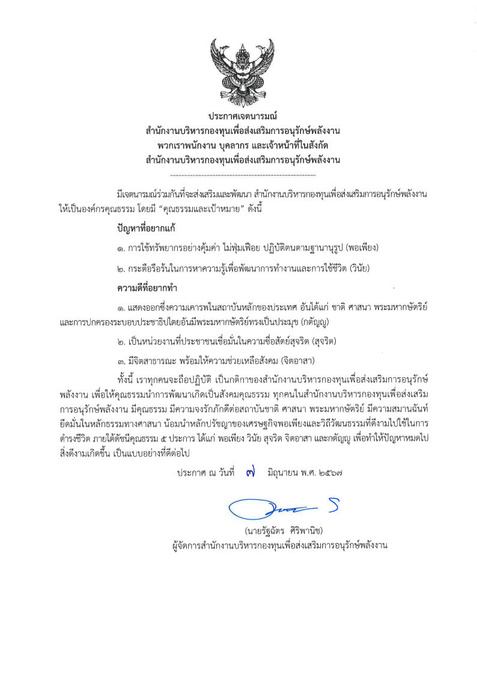 ประกาศเจตนารมณ์
สำนักงานบริหารกองทุนเพื่อส่งเสริมการอนุรักษ์พลังงาน
พวกเราพนักงาน บุคลากร และเจ้าหน้าที่ในสังกัด
สำนักงานบริหารกองทุนเพื่อส่งเสริมการอนุรักษ์พลังงาน
มีเจตนารมณ์ร่วมกันที่จะส่งเสริมและพัฒนา สำนักงานบริหารกองทุนเพื่อส่งเสริมการอนุรักษ์พลังงาน
ให้เป็นองค์กรคุณธรรม โดยมี "คุณธรรมและเป้าหมาย" ดังนี้
ปัญหาที่อยากแก้
๑. การใช้ทรัพยากรอย่างคุ้มค่า ไม่ฟุ่มเฟือย ปฏิบัติตนตามฐานานุรูป (พอเพียง)
๒. กระตือรือร้นในการหาความรู้เพื่อพัฒนาการทำงานและการใช้ชีวิต (วินัย)
ความดีที่อยากทำ
๑. แสดงออกซึ่งความเคารพในสถาบันหลักของประเทศ อันได้แก่ ชาติ ศาสนา พระมหากษัตริย์
และการปกครองระบอบประชาธิปไตยอันมีพระมหากษัตริย์ทรงเป็นประมุข (กตัญญู)
๒. เป็นหน่วยงานที่ประชาชนเชื่อมั่นในความซื่อสัตย์สุจริต (สุจริต)
๓. มีจิตสาธารณะ พร้อมให้ความช่วยเหลือสังคม (จิตอาสา)
ทั้งนี้ เราทุกคนจะถือปฏิบัติ เป็นกติกาของสำนักงานบริหารกองทุนเพื่อส่งเสริมการอนุรักษ์
พลังงาน เพื่อให้คุณธรรมนำการพัฒนาเกิดเป็นสังคมคุณธรรม ทุกคนในสำนักงานบริหารกองทุนเพื่อส่งเสริม
การอนุรักษ์พลังงาน มีคุณธรรม มีความจงรักภักดีต่อสถาบันชาติ ศาสนา พระมหากษัตริย์ มีความสมานฉันท์
ยึดมั่นในหลักธรรมทางศาสนา น้อมนำหลักปรัชญาของเศรษฐกิจพอเพียงและวิถีวัฒนธรรมที่ดีงามไปใช้ในการ
ดำรงชีวิต ภายใต้ดัชนีคุณธรรม ๕ ประการ ได้แก่ พอเพียง วินัย สุจริต จิตอาสา และกตัญญู เพื่อทำให้ปัญหาหมดไป
สิ่งดีงามเกิดขึ้น เป็นแบบอย่างที่ดีต่อไป
ประกาศ ณ วันที่ ๗ มิถุนายน พ.ศ. ๒๕๖๗
(นายรัฐฉัตร ศิริพานิช)
ผู้จัดการสำนักงานบริหารกองทุนเพื่อส่งเสริมการอนุรักษ์พลังงาน